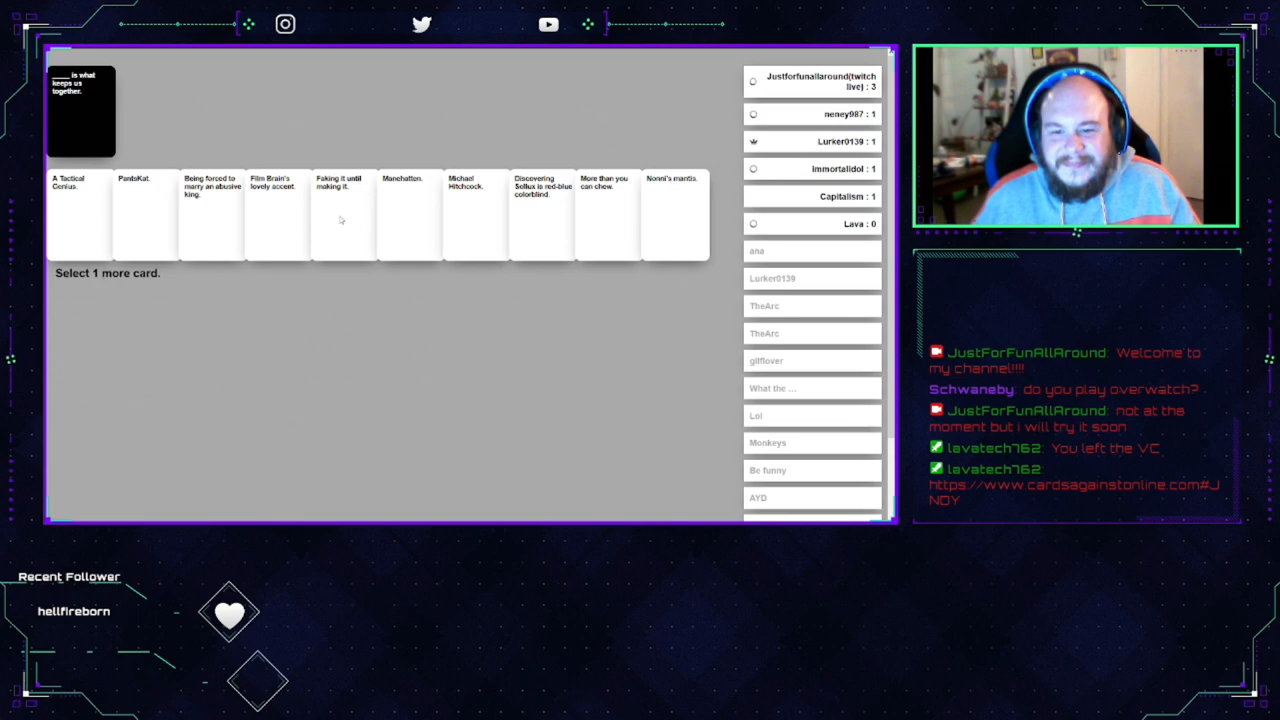 ____ is what
keeps us
together.
A Tactical
Genius.
PantsKat.
Being forced to
marry an abusive
king.
Film Brain's
lovely accent.
Faking it until
making it.
Manehatten.
Michael
Hitchcock.
Discovering
Sollux is red-blue
colorblind.
More than you
can chew.
Nonni's mantis.
Select 1 more card.
Justforfunallaround(twitch
live) : 3
neney987 : 1
Lurker0139 : 1
immortalidol : 1
Capitalism : 1
Lava : 0
ana
Lurker0139
TheArc
TheArc
gilflover
What the ...
Lol
Monkeys
Be funny
AYD
JustForFunAllAround: Welcome to
my channel!!!!
Schwaneby: do you play overwatch?
JustForFunAllAround: not at tha
moment but i will try it soon
lavatech762: You left the VC
lavatech762:
https://www.cardsagainstonline.com#J
NDY
Recent Follower
hellfireborn